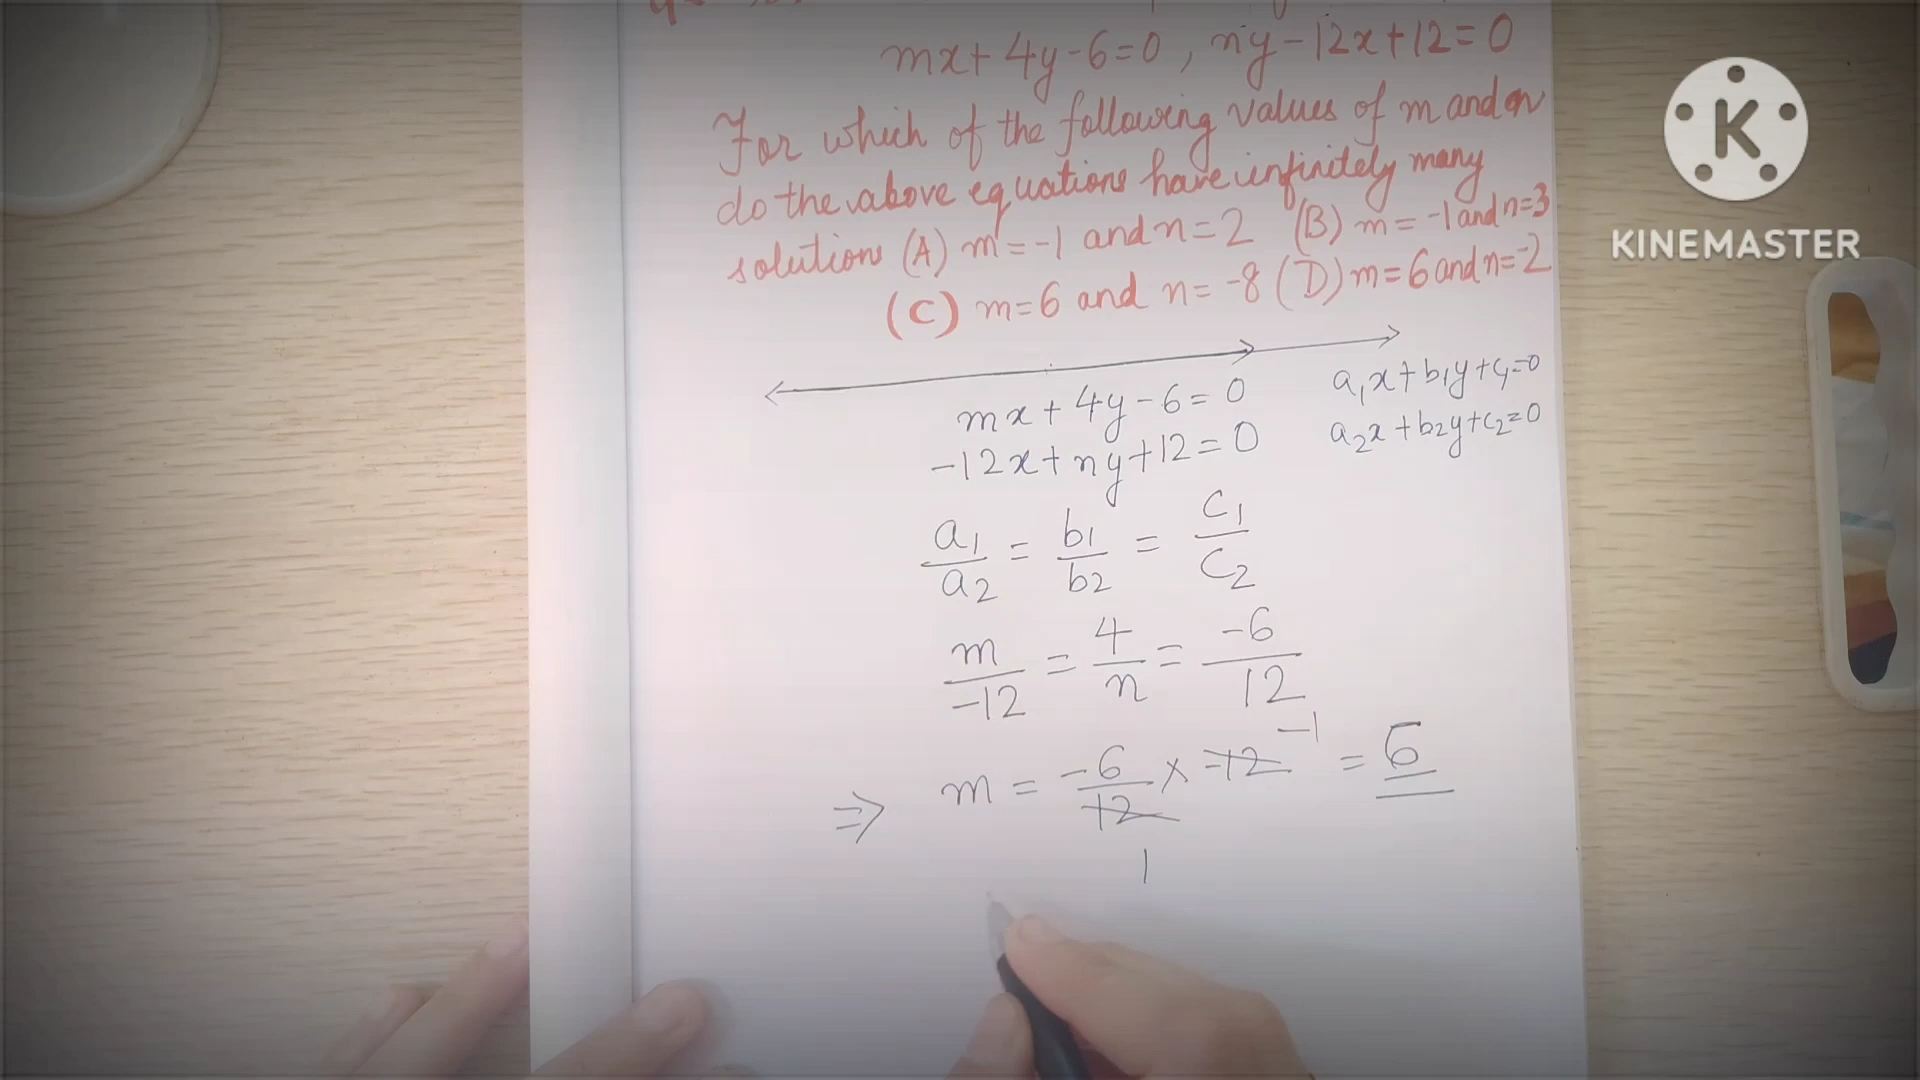 mx+4y-6=0, ny-12x+12=0
For which of the following values of m and n
do the above equations have infinitely many
solutions (A) m=-1 and n=2 (B) m=-1 and n=3
(C) m=6 and n=-8 (D) m=6 and n=-2
mx+4y-6=0
-12x+ny+12=0
a₁x+b₁y+c₁=0
a₂x+b₂y+c₂=0
a₁/a₂ = b₁/b₂ = c₁/c₂
m/-12 = 4/n = -6/12
⇒ m = -6/12 × -12 -1 = 6
1
K
KINEMASTER